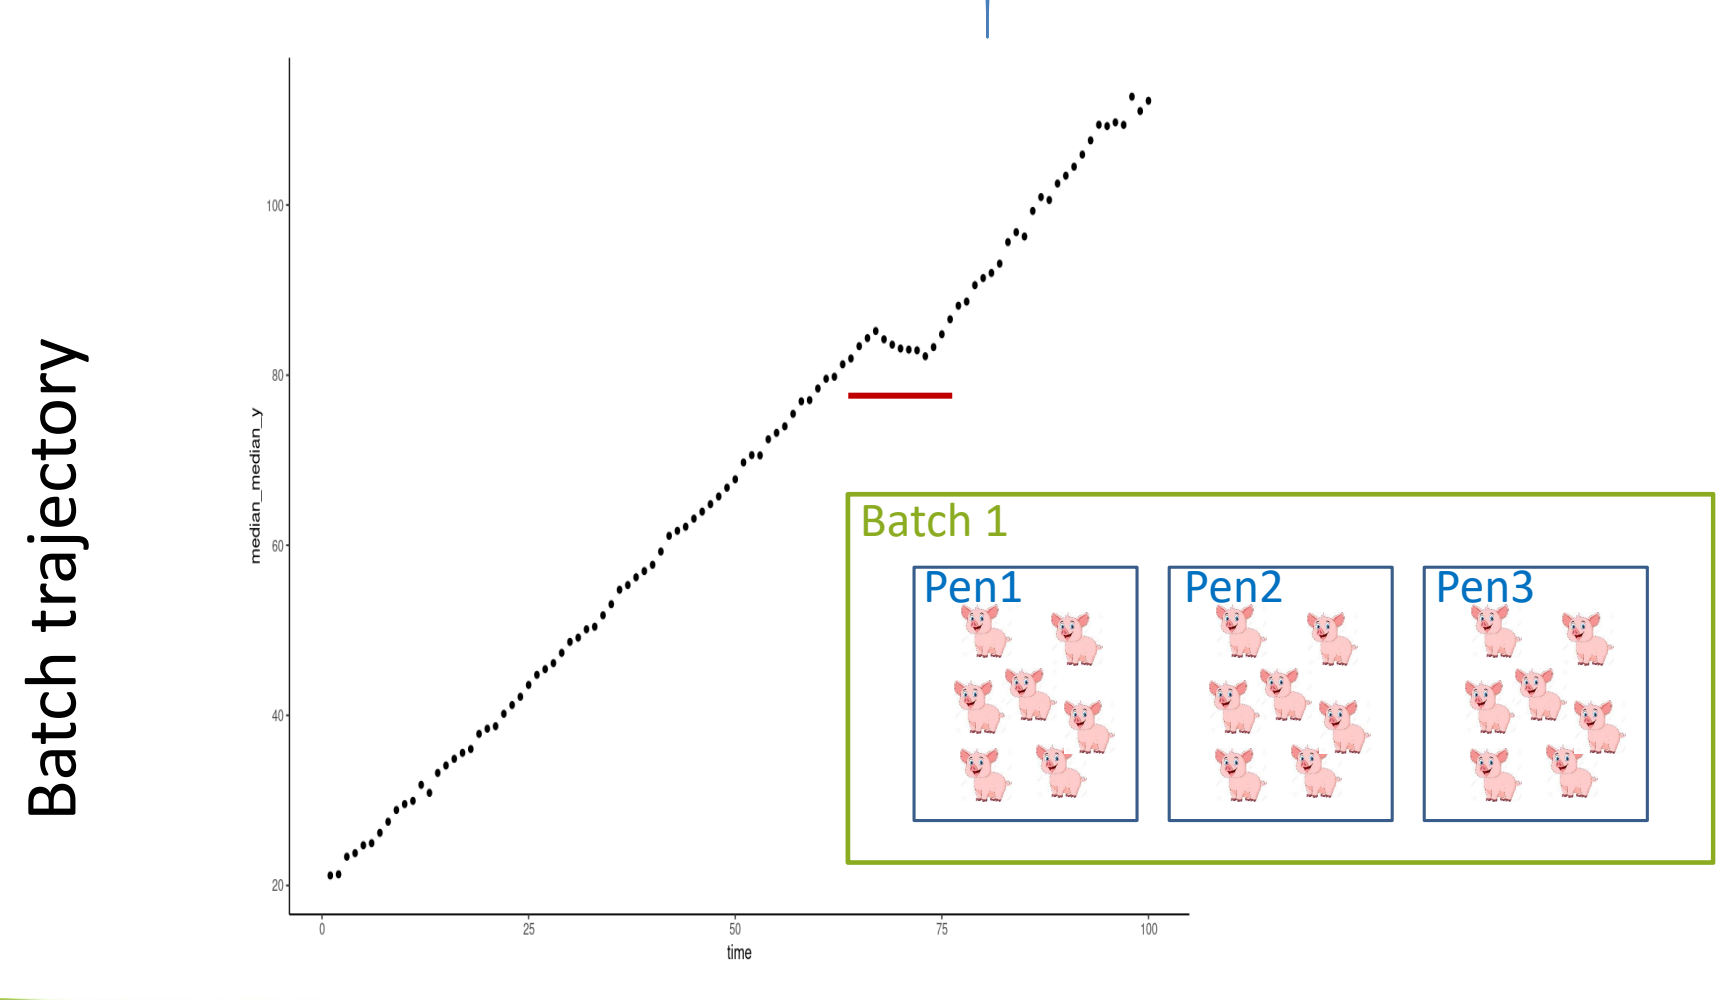 Batch trajectory
median_median_y
100
80
60
40
20
0
25
50
75
100
time
Batch 1
Pen1
Pen2
Pen3